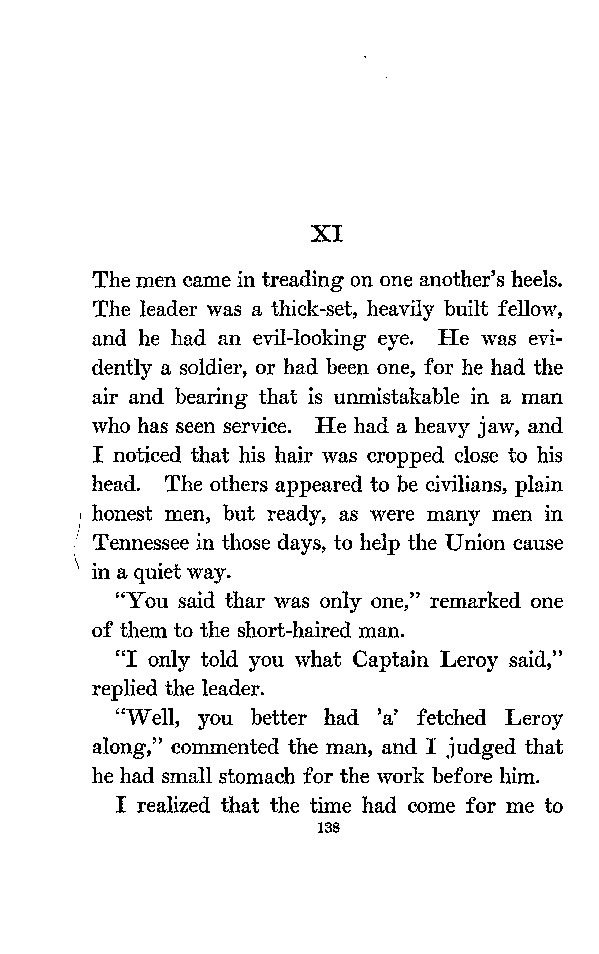 XI
The men came in treading on one another's heels.
The leader was a thick-set, heavily built fellow,
and he had an evil-looking eye. He was evi-
dently a soldier, or had been one, for he had the
air and bearing that is unmistakable in a man
who has seen service. He had a heavy jaw, and
I noticed that his hair was cropped close to his
head. The others appeared to be civilians, plain
honest men, but ready, as were many men in
Tennessee in those days, to help the Union cause
in a quiet way.
"You said thar was only one," remarked one
of them to the short-haired man.
"I only told you what Captain Leroy said,"
replied the leader.
"Well, you better had 'a' fetched Leroy
along," commented the man, and I judged that
he had small stomach for the work before him.
I realized that the time had come for me to
138